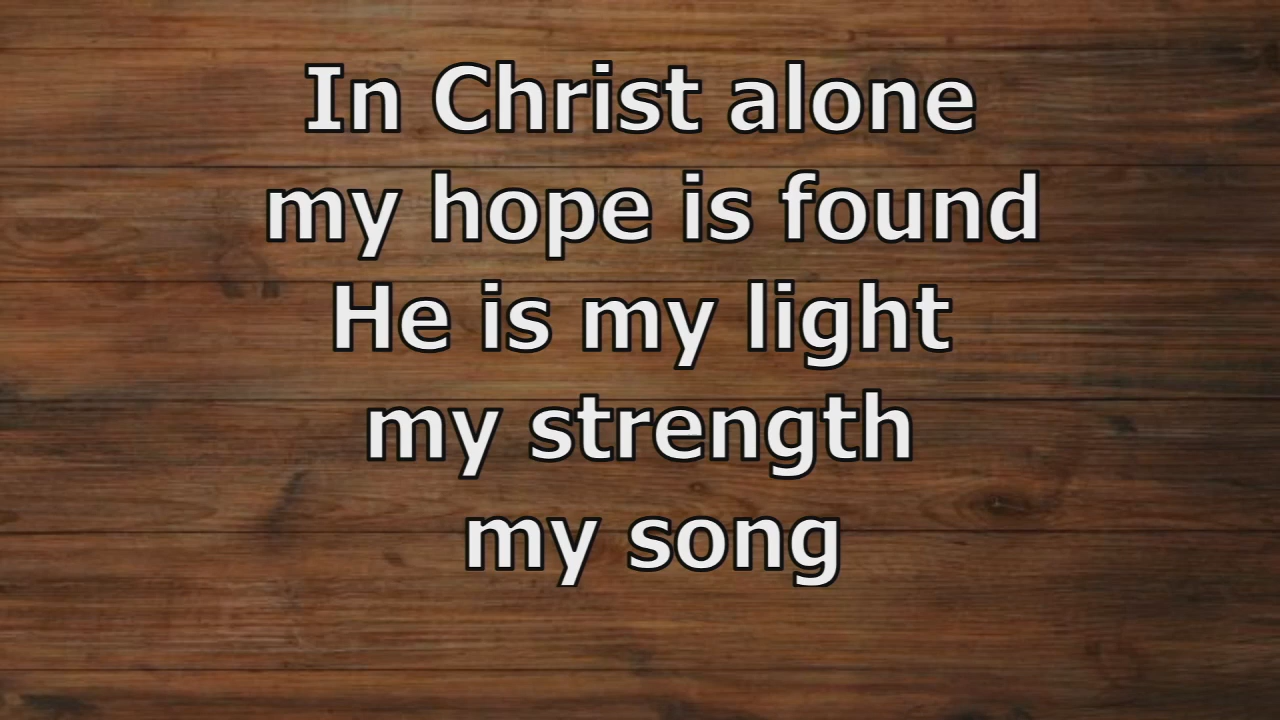 In Christ alone
my hope is found
He is my light
my strength
my song